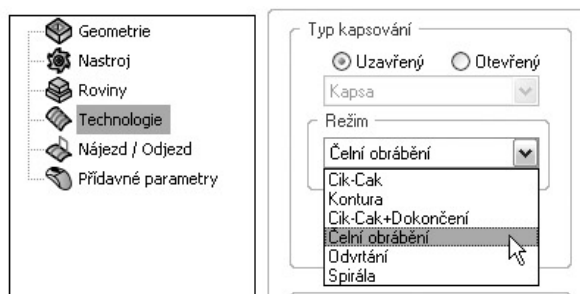 Geometrie
Nastroj
Roviny
Technologie
Nájezd / Odjezd
Přídavné parametry
Typ kapsování
Uzavřený
Otevřený
Kapsa
Režim
Čelní obrábění
Cik-Cak
Kontura
Cik-Cak+Dokončení
Čelní obrábění
Odvrtání
Spirála